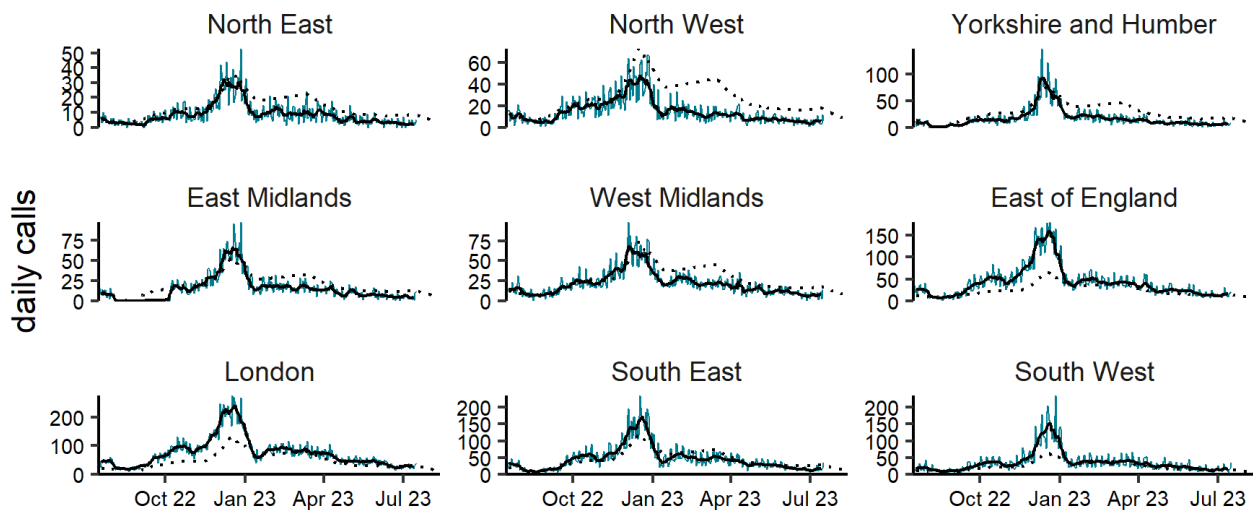 daily calls
North East
50
40
30
20
10
0
North West
60
40
20
0
Yorkshire and Humber
100
50
0
East Midlands
75
50
25
0
West Midlands
75
50
25
0
East of England
150
100
50
0
London
200
100
0
Oct 22 Jan 23 Apr 23 Jul 23
South East
200
150
100
50
0
Oct 22 Jan 23 Apr 23 Jul 23
South West
200
150
100
50
0
Oct 22 Jan 23 Apr 23 Jul 23